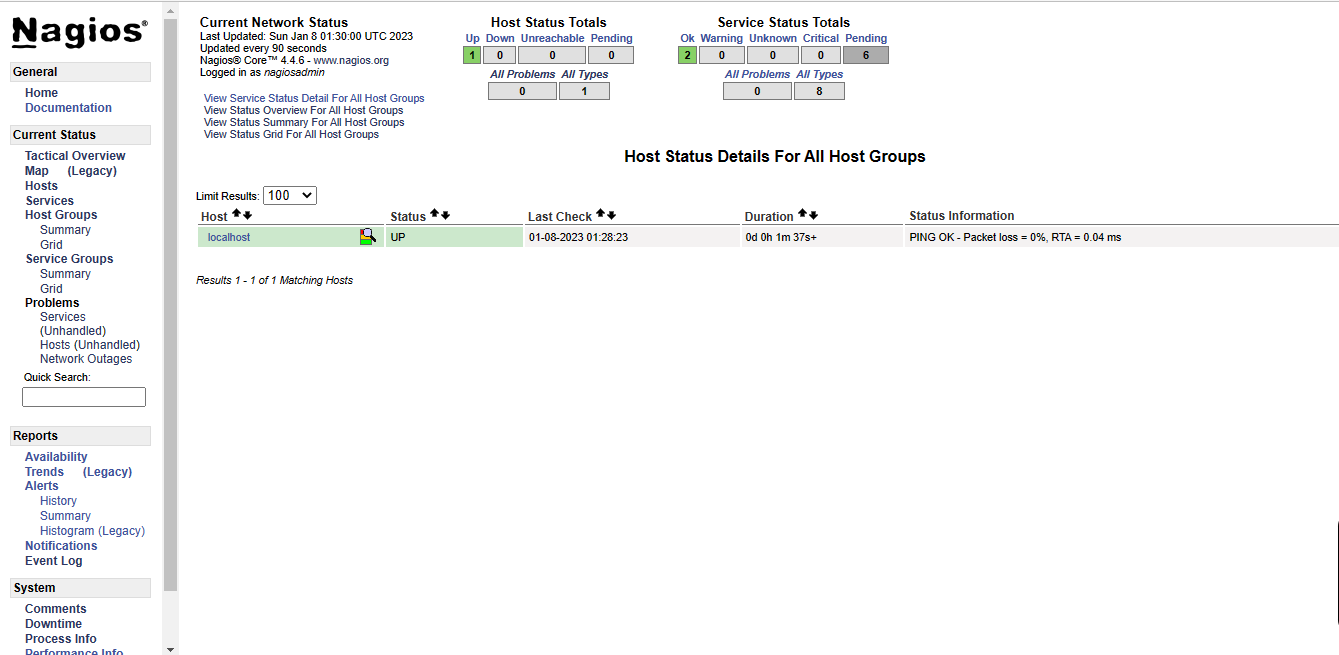 Nagios®
General
Home
Documentation
Current Status
Tactical Overview
Map (Legacy)
Hosts
Services
Host Groups
Summary
Grid
Service Groups
Summary
Grid
Problems
Services
(Unhandled)
Hosts (Unhandled)
Network Outages
Quick Search:
Reports
Availability
Trends (Legacy)
Alerts
History
Summary
Histogram (Legacy)
Notifications
Event Log
System
Comments
Downtime
Process Info
Performance Info
Current Network Status
Last Updated: Sun Jan 8 01:30:00 UTC 2023
Updated every 90 seconds
Nagios® Core™ 4.4.6 - www.nagios.org
Logged in as nagiosadmin
View Service Status Detail For All Host Groups
View Status Overview For All Host Groups
View Status Summary For All Host Groups
View Status Grid For All Host Groups
Host Status Totals
Up Down Unreachable Pending
1 0 0 0
All Problems All Types
0 1
Service Status Totals
Ok Warning Unknown Critical Pending
2 0 0 0 6
All Problems All Types
0 8
Host Status Details For All Host Groups
Limit Results: 100
Host Status Last Check Duration Status Information
localhost UP 01-08-2023 01:28:23 0d 0h 1m 37s+ PING OK - Packet loss = 0%, RTA = 0.04 ms
Results 1 - 1 of 1 Matching Hosts